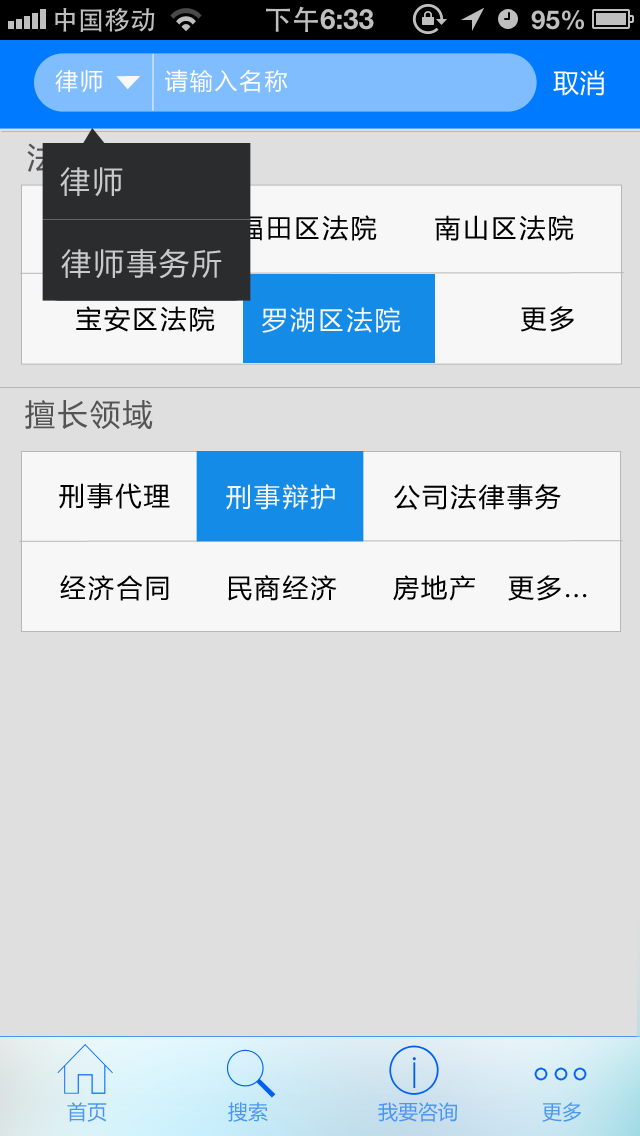 中国移动 下午6:33 95%
律师 请输入名称 取消
律师
律师事务所
福田区法院 南山区法院
宝安区法院 罗湖区法院 更多
擅长领域
刑事代理 刑事辩护 公司法律事务
经济合同 民商经济 房地产 更多...
首页 搜索 我要咨询 更多